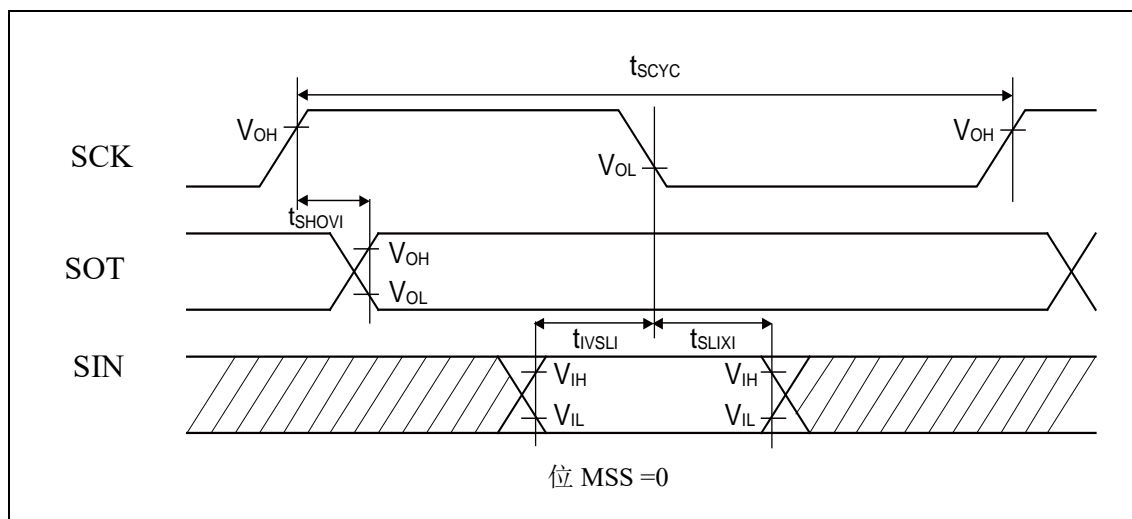 tSCYC
VOH
VOH
SCK
VOL
tSHOVI
VOH
SOT
VOL
tIVSLI tSLIXI
SIN
VIH VIH
VIL VIL
位 MSS =0